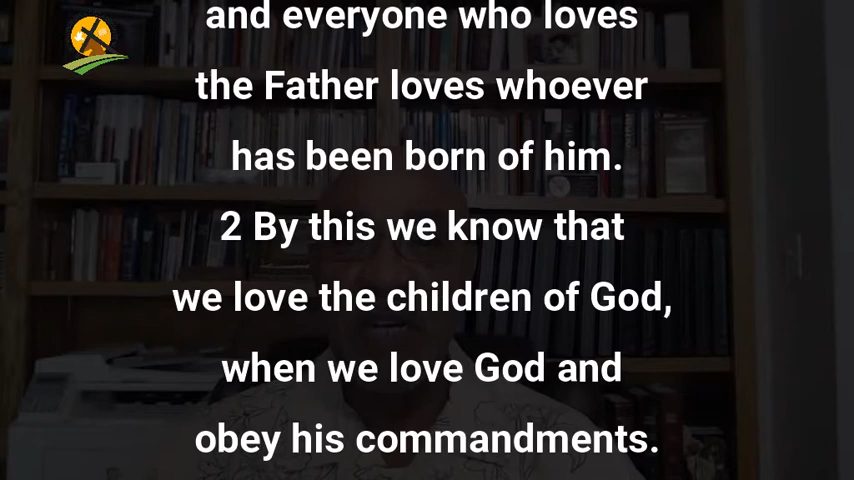 and everyone who loves
the Father loves whoever
has been born of him.
2 By this we know that
we love the children of God,
when we love God and
obey his commandments.